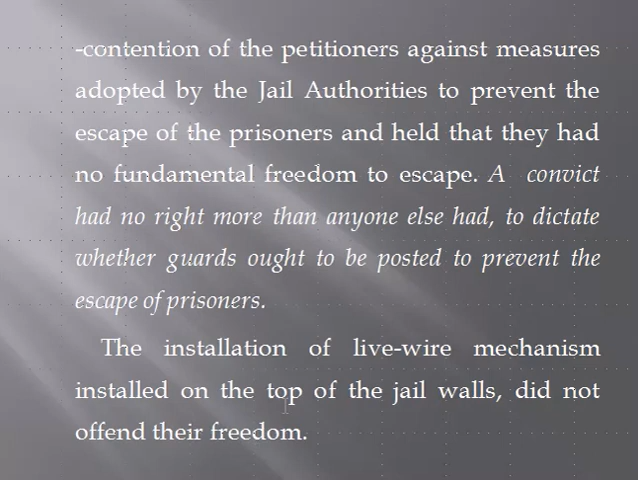 -contention of the petitioners against measures
adopted by the Jail Authorities to prevent the
escape of the prisoners and held that they had
no fundamental freedom to escape. A convict
had no right more than anyone else had, to dictate
whether guards ought to be posted to prevent the
escape of prisoners.
The installation of live-wire mechanism
installed on the top of the jail walls, did not
offend their freedom.